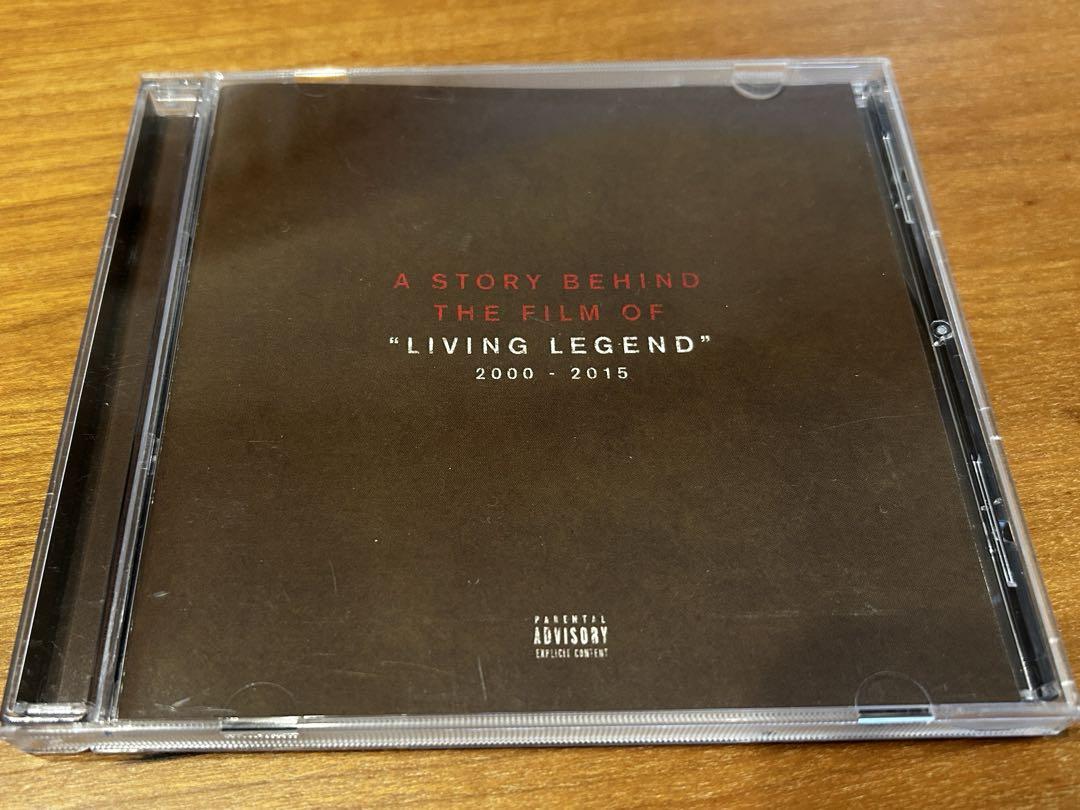 A STORY BEHIND
THE FILM OF
“LIVING LEGEND”
2000 - 2015
PARENTAL
ADVISORY
EXPLICIT CONTENT